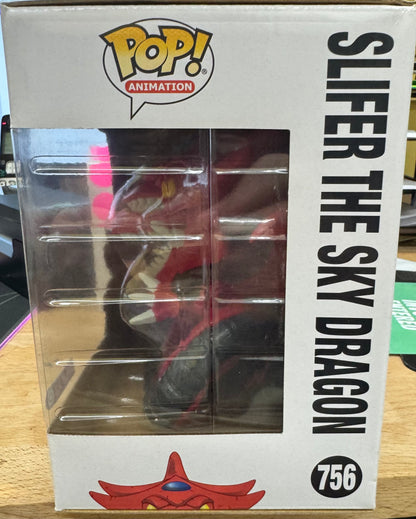 POP!
®
ANIMATION
SLIFER THE SKY DRAGON
756